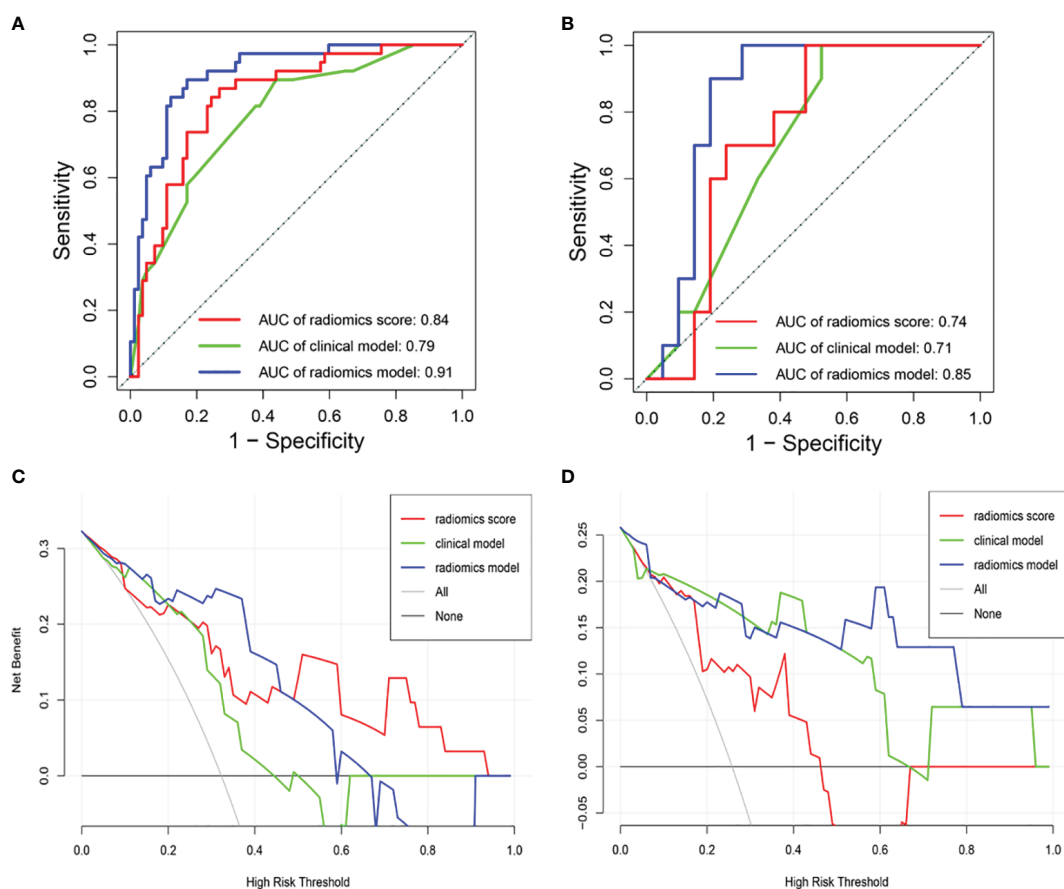 A
Sensitivity
1.0
0.8
0.6
0.4
0.2
0.0
AUC of radiomics score: 0.84
AUC of clinical model: 0.79
AUC of radiomics model: 0.91
0.0 0.2 0.4 0.6 0.8 1.0
1 − Specificity
B
Sensitivity
1.0
0.8
0.6
0.4
0.2
0.0
AUC of radiomics score: 0.74
AUC of clinical model: 0.71
AUC of radiomics model: 0.85
0.0 0.2 0.4 0.6 0.8 1.0
1 − Specificity
C
Net Benefit
0.3
0.2
0.1
0.0
radiomics score
clinical model
radiomics model
All
None
0.0 0.2 0.4 0.6 0.8 1.0
High Risk Threshold
D
0.25
0.20
0.15
0.10
0.05
0.00
−0.05
radiomics score
clinical model
radiomics model
All
None
0.0 0.2 0.4 0.6 0.8 1.0
High Risk Threshold